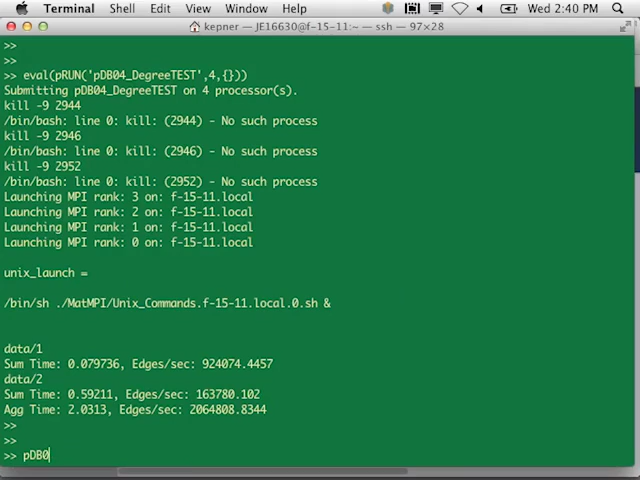 Terminal Shell Edit View Window Help Wed 2:40 PM
kepner — JE16630@f-15-11:~ — ssh — 97×28
>>
>>
>> eval(pRUN('pDB04_DegreeTEST',4,{}))
Submitting pDB04_DegreeTEST on 4 processor(s).
kill -9 2944
/bin/bash: line 0: kill: (2944) - No such process
kill -9 2946
/bin/bash: line 0: kill: (2946) - No such process
kill -9 2952
/bin/bash: line 0: kill: (2952) - No such process
Launching MPI rank: 3 on: f-15-11.local
Launching MPI rank: 2 on: f-15-11.local
Launching MPI rank: 1 on: f-15-11.local
Launching MPI rank: 0 on: f-15-11.local
unix_launch =
/bin/sh ./MatMPI/Unix_Commands.f-15-11.local.0.sh &
data/1
Sum Time: 0.079736, Edges/sec: 924074.4457
data/2
Sum Time: 0.59211, Edges/sec: 163780.102
Agg Time: 2.0313, Edges/sec: 2064808.8344
>>
>>
>> pDB0